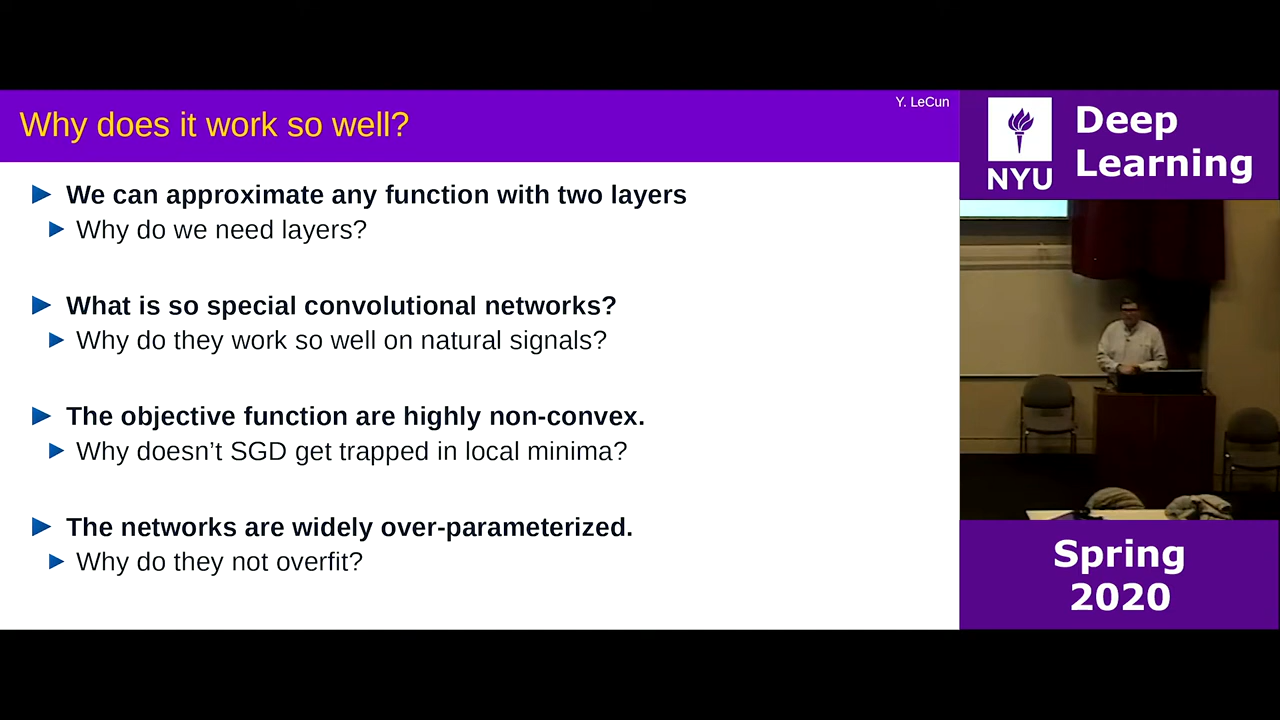 Y. LeCun
Why does it work so well?
We can approximate any function with two layers
Why do we need layers?
What is so special convolutional networks?
Why do they work so well on natural signals?
The objective function are highly non-convex.
Why doesn’t SGD get trapped in local minima?
The networks are widely over-parameterized.
Why do they not overfit?
NYU
Deep
Learning
Spring
2020